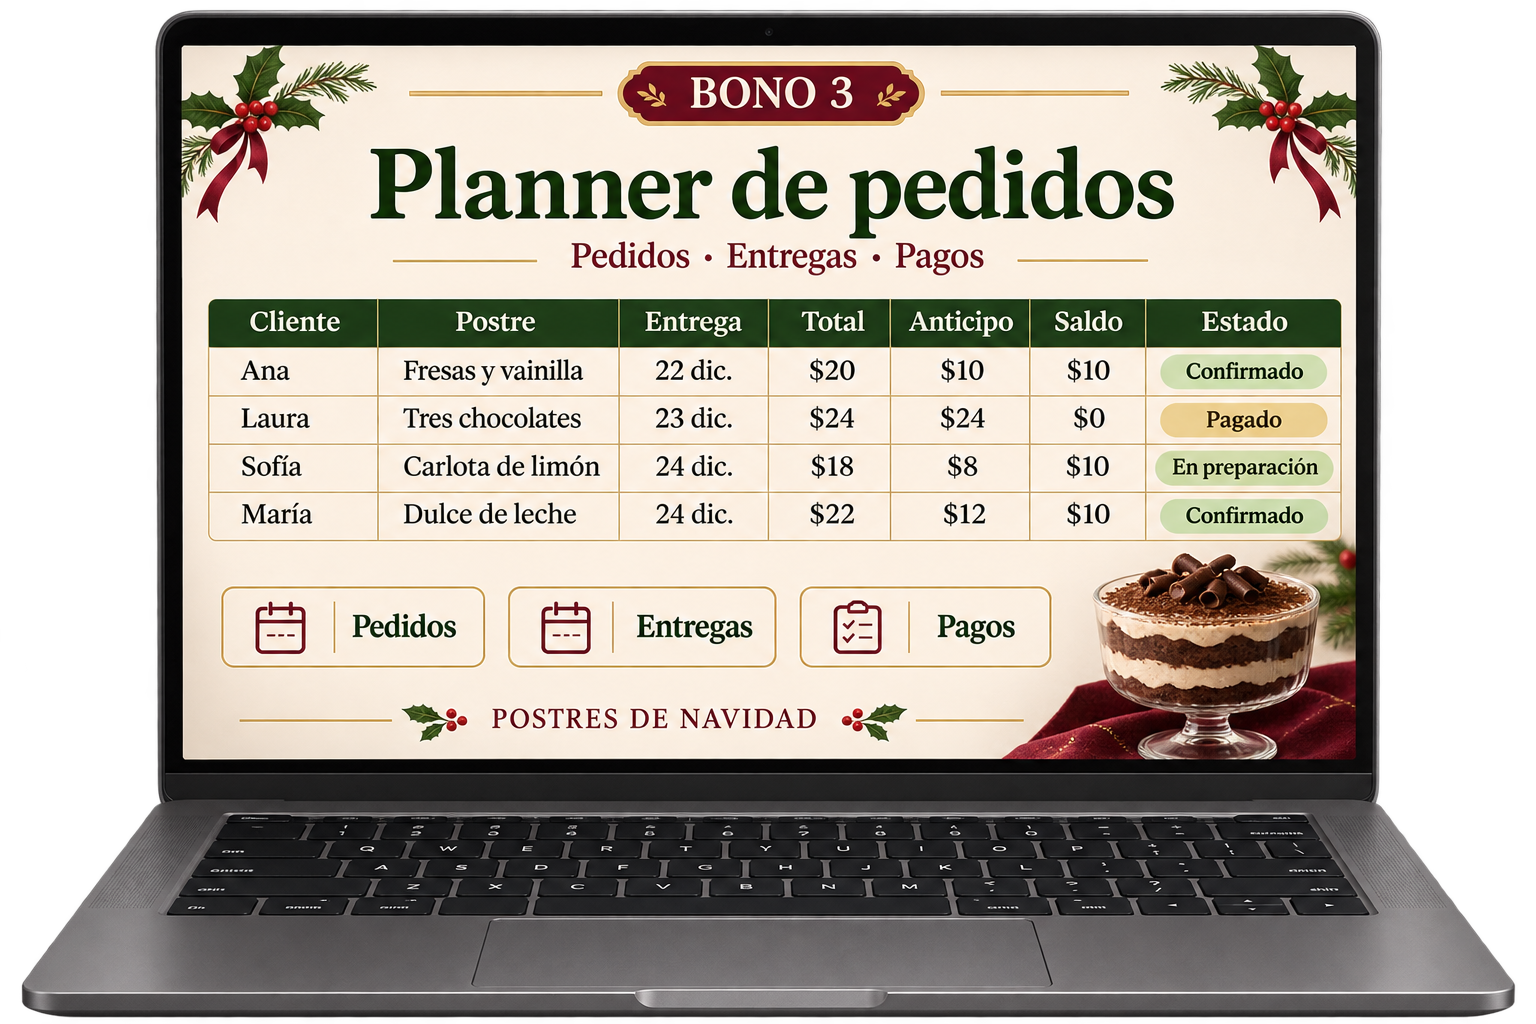 BONO 3
Planner de pedidos
Pedidos · Entregas · Pagos
Cliente Postre Entrega Total Anticipo Saldo Estado
Ana Fresas y vainilla 22 dic. $20 $10 $10 Confirmado
Laura Tres chocolates 23 dic. $24 $24 $0 Pagado
Sofía Carlota de limón 24 dic. $18 $8 $10 En preparación
María Dulce de leche 24 dic. $22 $12 $10 Confirmado
Pedidos Entregas Pagos
POSTRES DE NAVIDAD
Q W E R T Y U I O P
A S D F G H J K L
Z X C V B N M